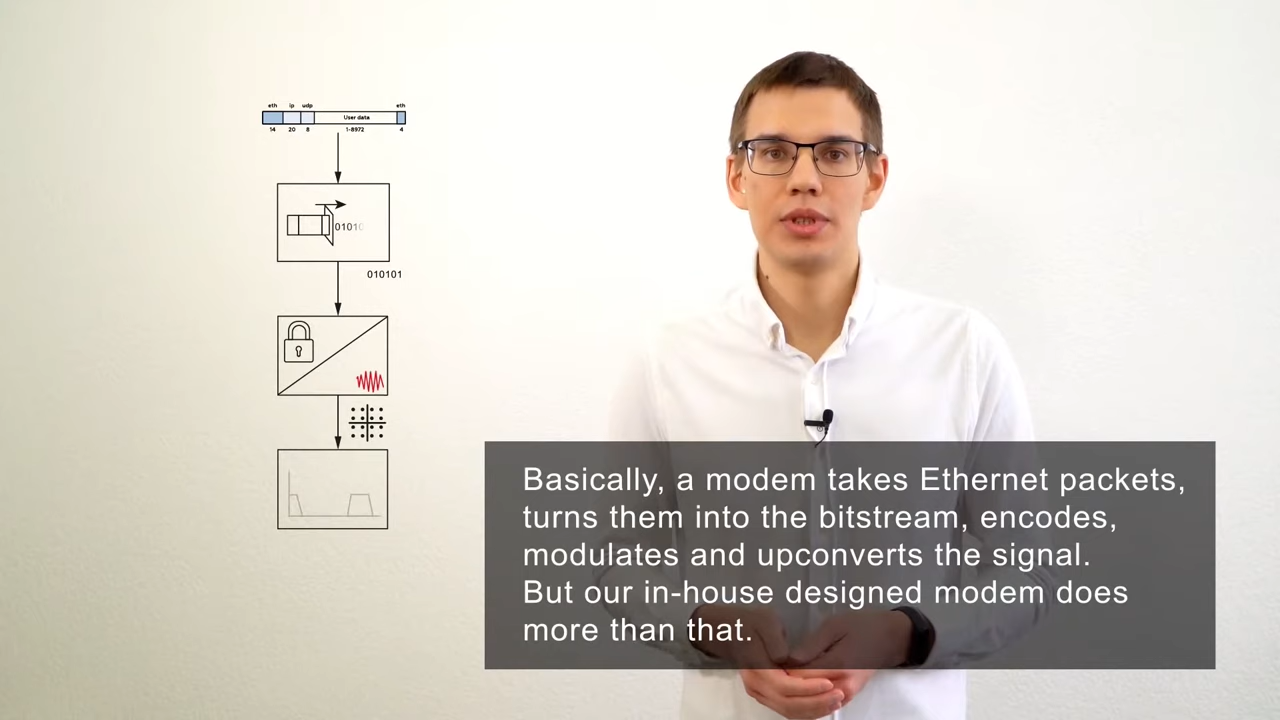 eth ip udp eth
User data
14 20 8 1-8972 4
01010
010101
Basically, a modem takes Ethernet packets,
turns them into the bitstream, encodes,
modulates and upconverts the signal.
But our in-house designed modem does
more than that.